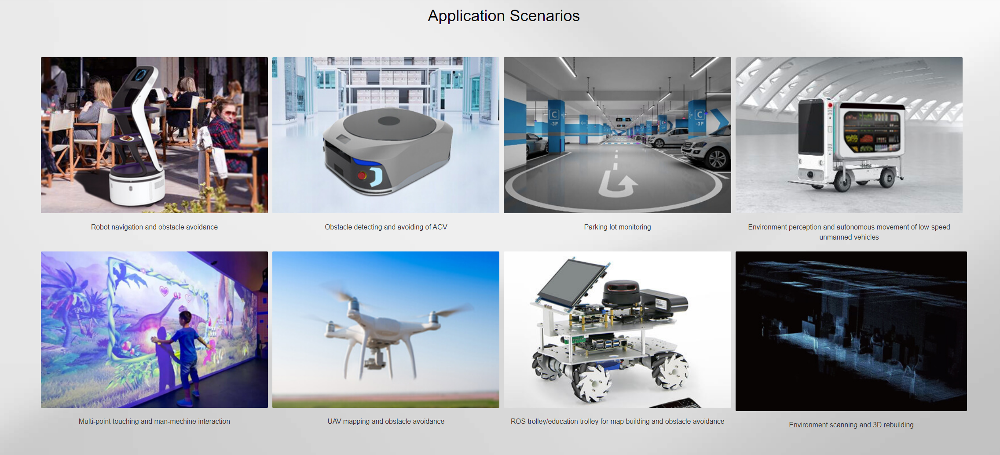 Application Scenarios
C
-3F
C
-3F
Robot navigation and obstacle avoidance
Obstacle detecting and avoiding of AGV
Parking lot monitoring
Environment perception and autonomous movement of low-speed
unmanned vehicles
Multi-point touching and man-mechine interaction
UAV mapping and obstacle avoidance
ROS trolley/education trolley for map building and obstacle avoidance
Environment scanning and 3D rebuilding